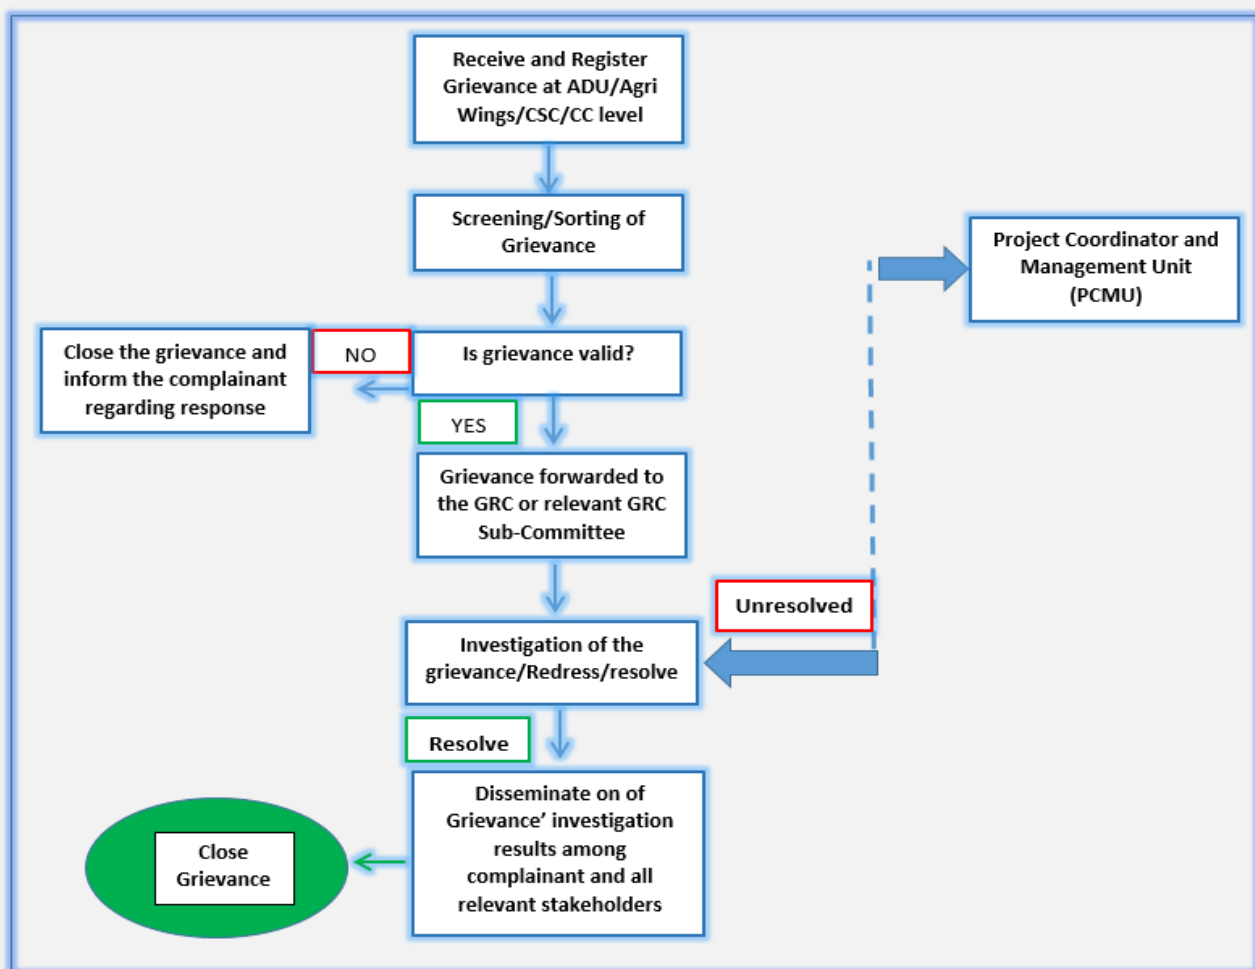 Receive and Register
Grievance at ADU/Agri
Wings/CSC/CC level
Screening/Sorting of
Grievance
Project Coordinator and
Management Unit
(PCMU)
Is grievance valid?
NO
Close the grievance and
inform the complainant
regarding response
YES
Grievance forwarded to
the GRC or relevant GRC
Sub-Committee
Unresolved
Investigation of the
grievance/Redress/resolve
Resolve
Disseminate on of
Grievance’ investigation
results among
complainant and all
relevant stakeholders
Close
Grievance